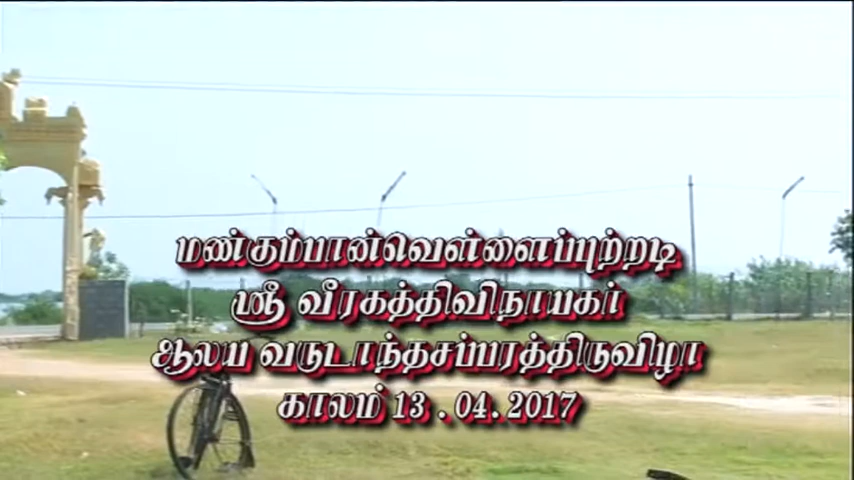 மண்கும்பான்வெள்ளைப்புற்றடி
ஸ்ரீ வீரகத்திவிநாயகர்
ஆலய வருடாந்தசப்பரத்திருவிழா
காலம் 13 . 04. 2017